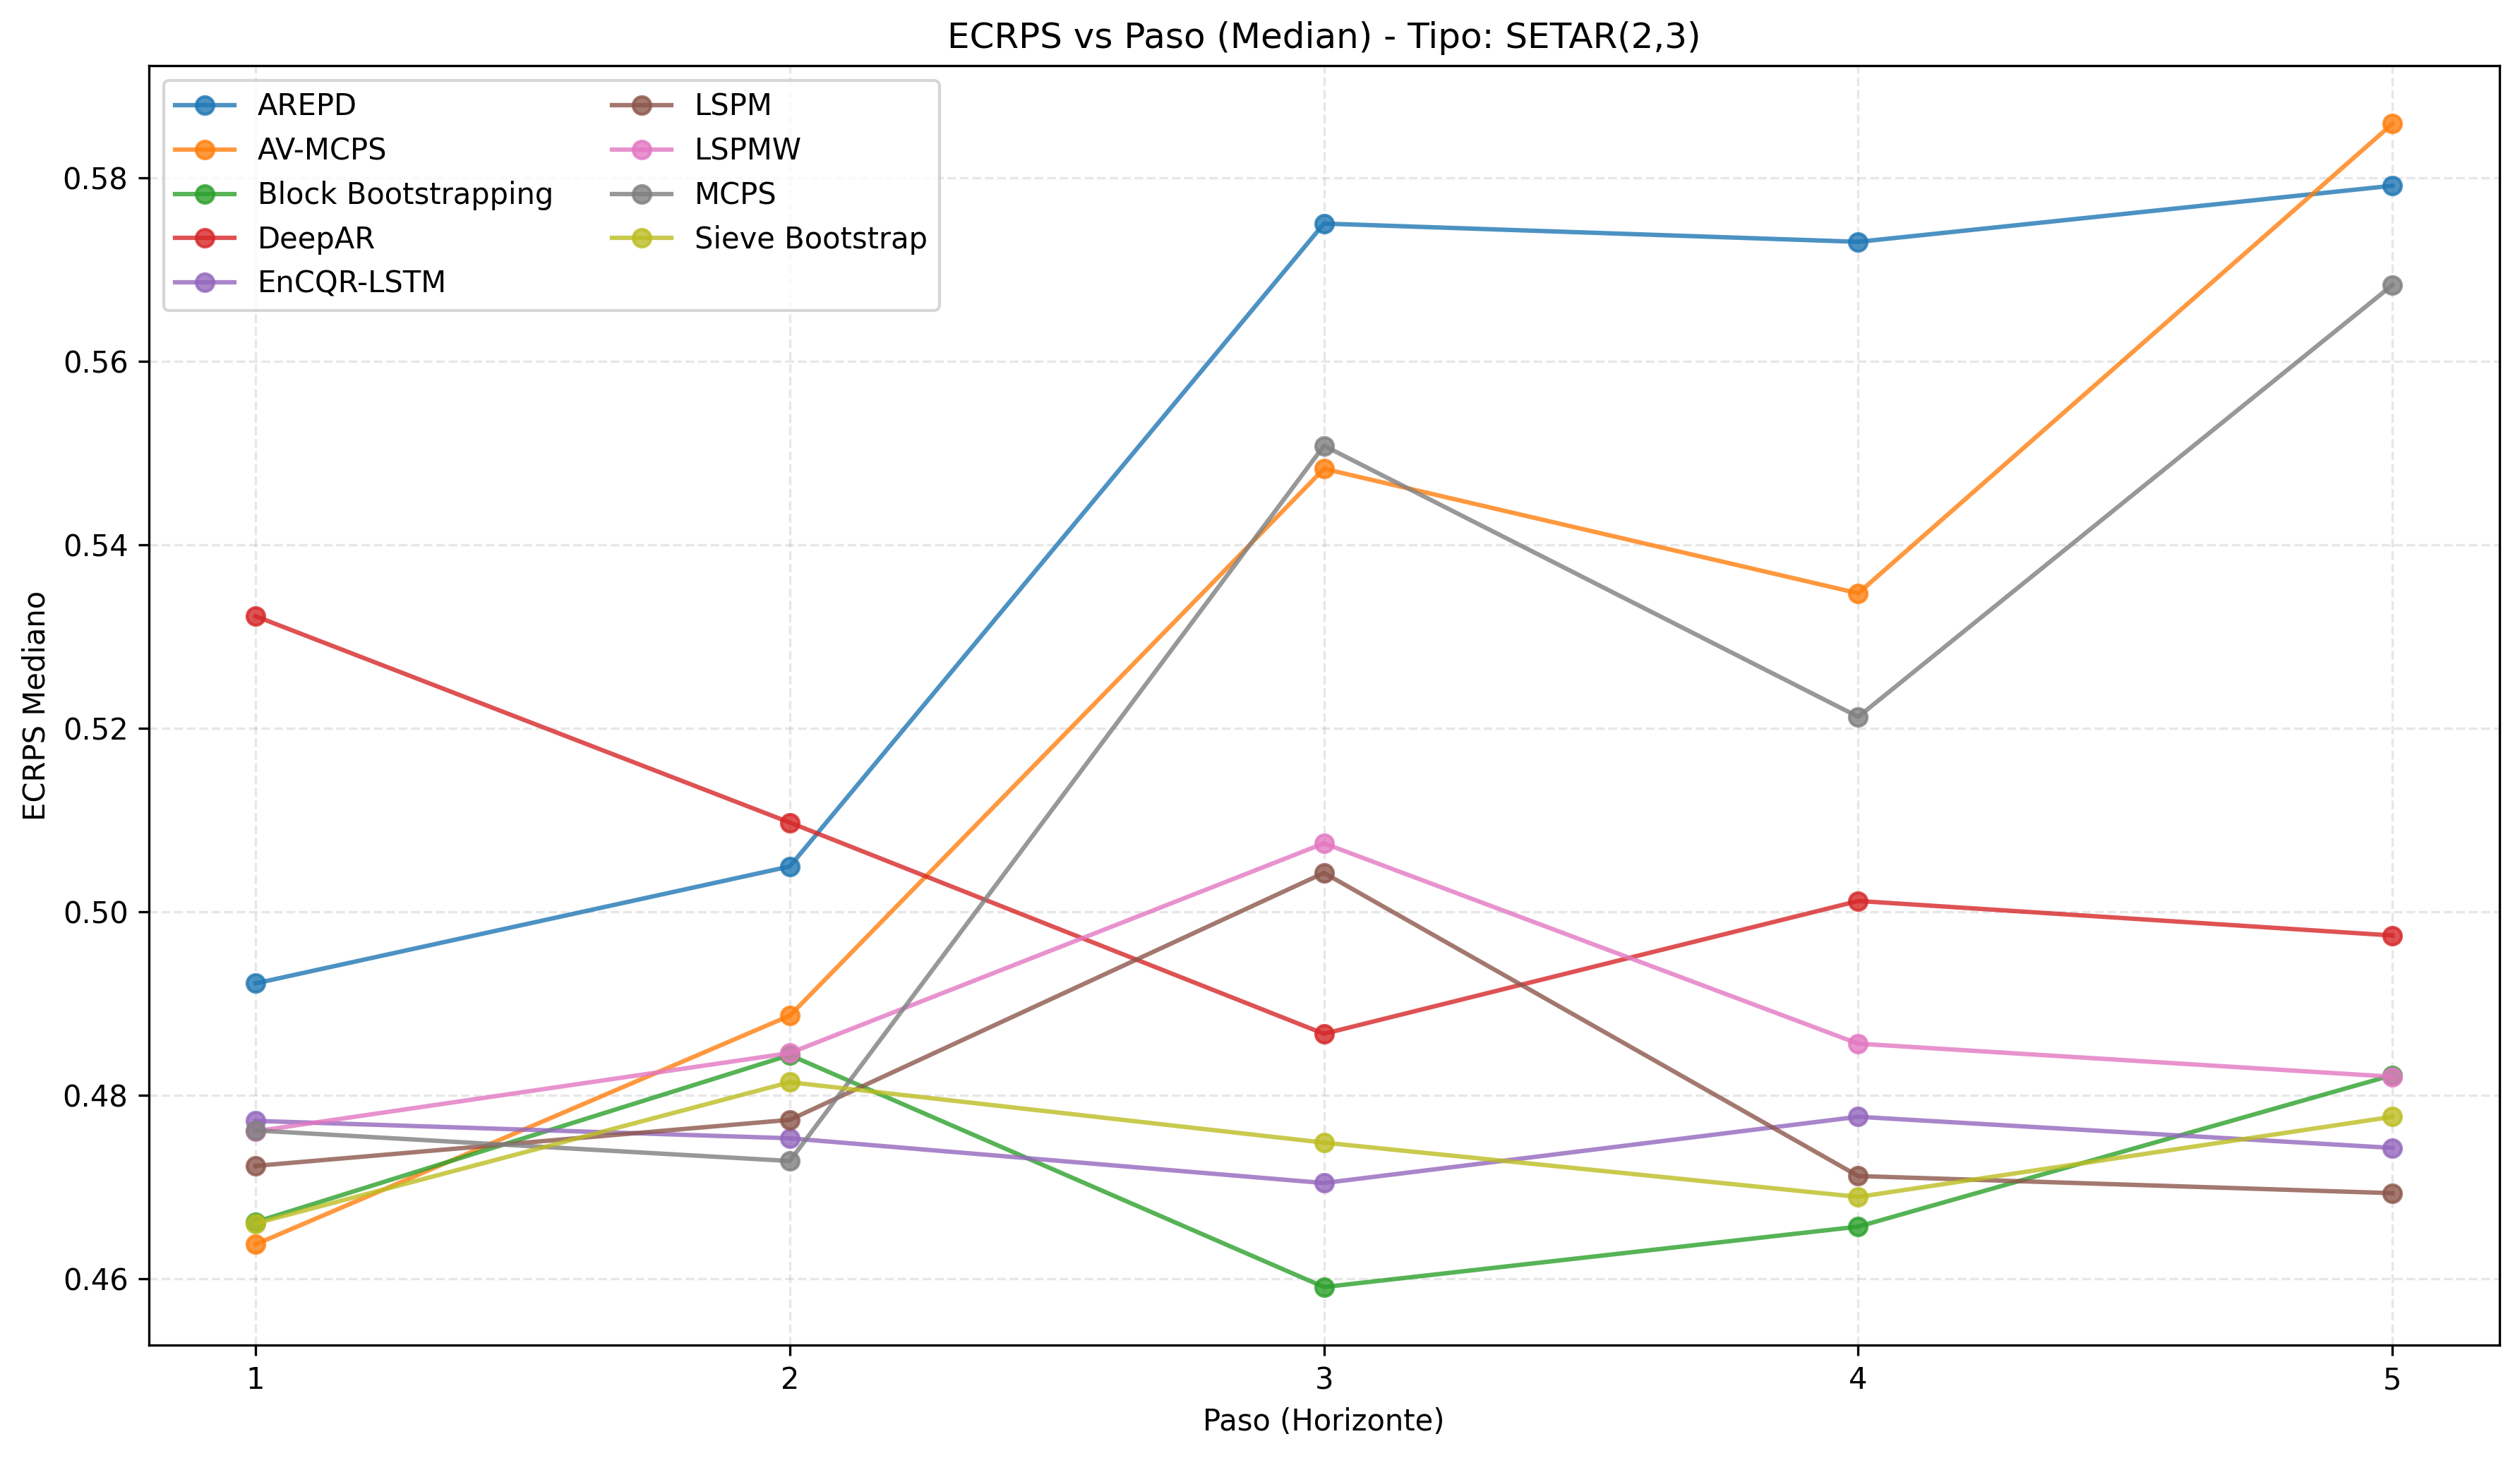 ECRPS vs Paso (Median) - Tipo: SETAR(2,3)
AREPD
AV-MCPS
Block Bootstrapping
DeepAR
EnCQR-LSTM
LSPM
LSPMW
MCPS
Sieve Bootstrap
ECRPS Mediano
0.58
0.56
0.54
0.52
0.50
0.48
0.46
1 2 3 4 5
Paso (Horizonte)